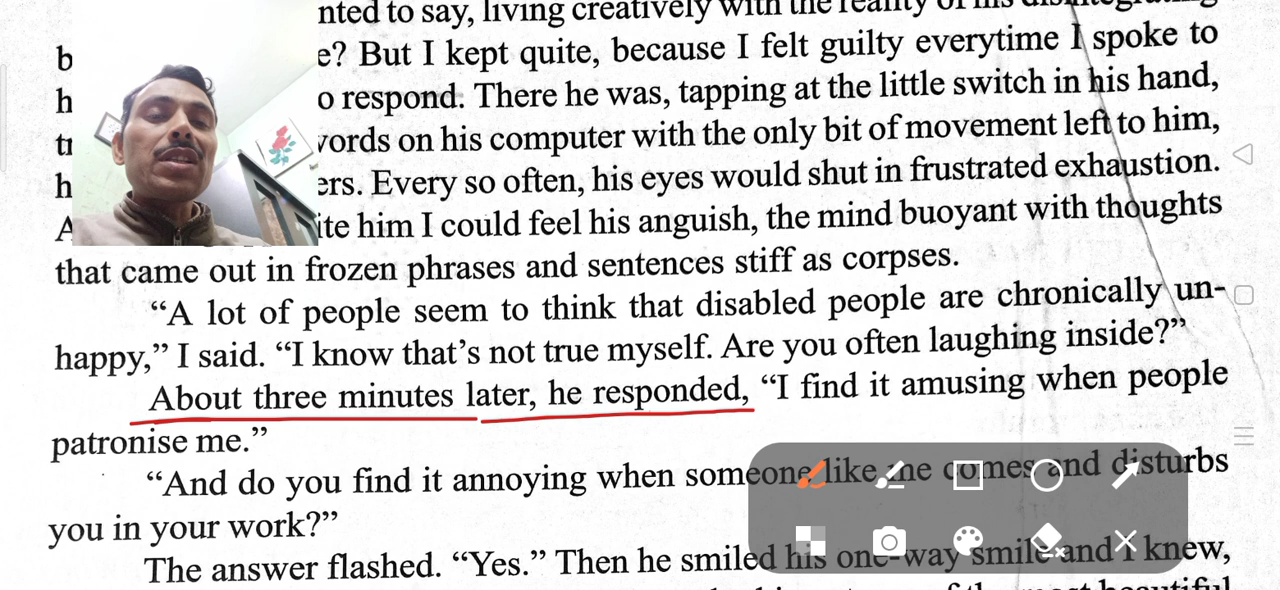 nted to say, living creatively with the reality of his disintegrating
b e? But I kept quite, because I felt guilty everytime I spoke to
h o respond. There he was, tapping at the little switch in his hand,
tr words on his computer with the only bit of movement left to him,
h ers. Every so often, his eyes would shut in frustrated exhaustion.
A ite him I could feel his anguish, the mind buoyant with thoughts
that came out in frozen phrases and sentences stiff as corpses.
“A lot of people seem to think that disabled people are chronically un-
happy,” I said. “I know that’s not true myself. Are you often laughing inside?”
About three minutes later, he responded, “I find it amusing when people
patronise me.”
“And do you find it annoying when someone like me comes and disturbs
you in your work?”
The answer flashed. “Yes.” Then he smiled his one-way smile and I knew,
of the most beautiful